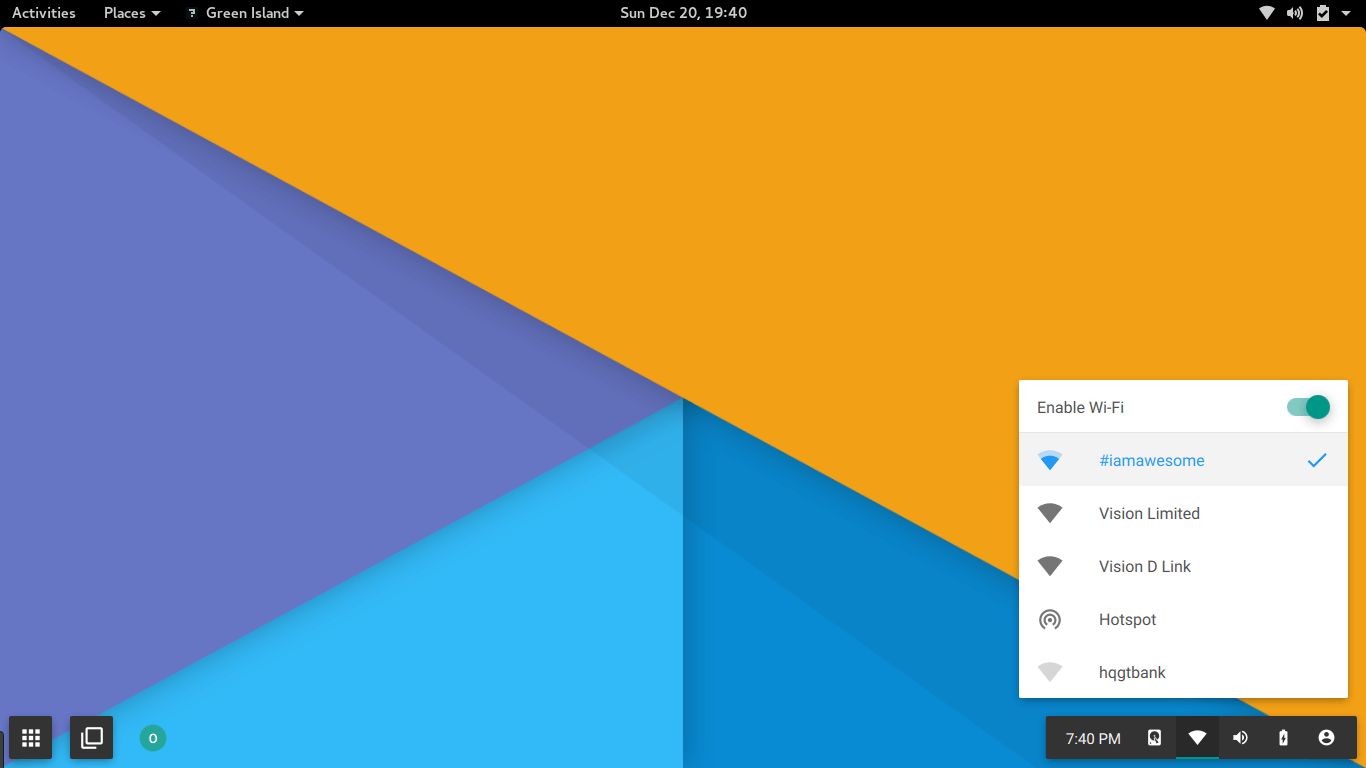 Activities Places Green Island Sun Dec 20, 19:40
Enable Wi-Fi
#iamawesome
Vision Limited
Vision D Link
Hotspot
hqgtbank
0 7:40 PM